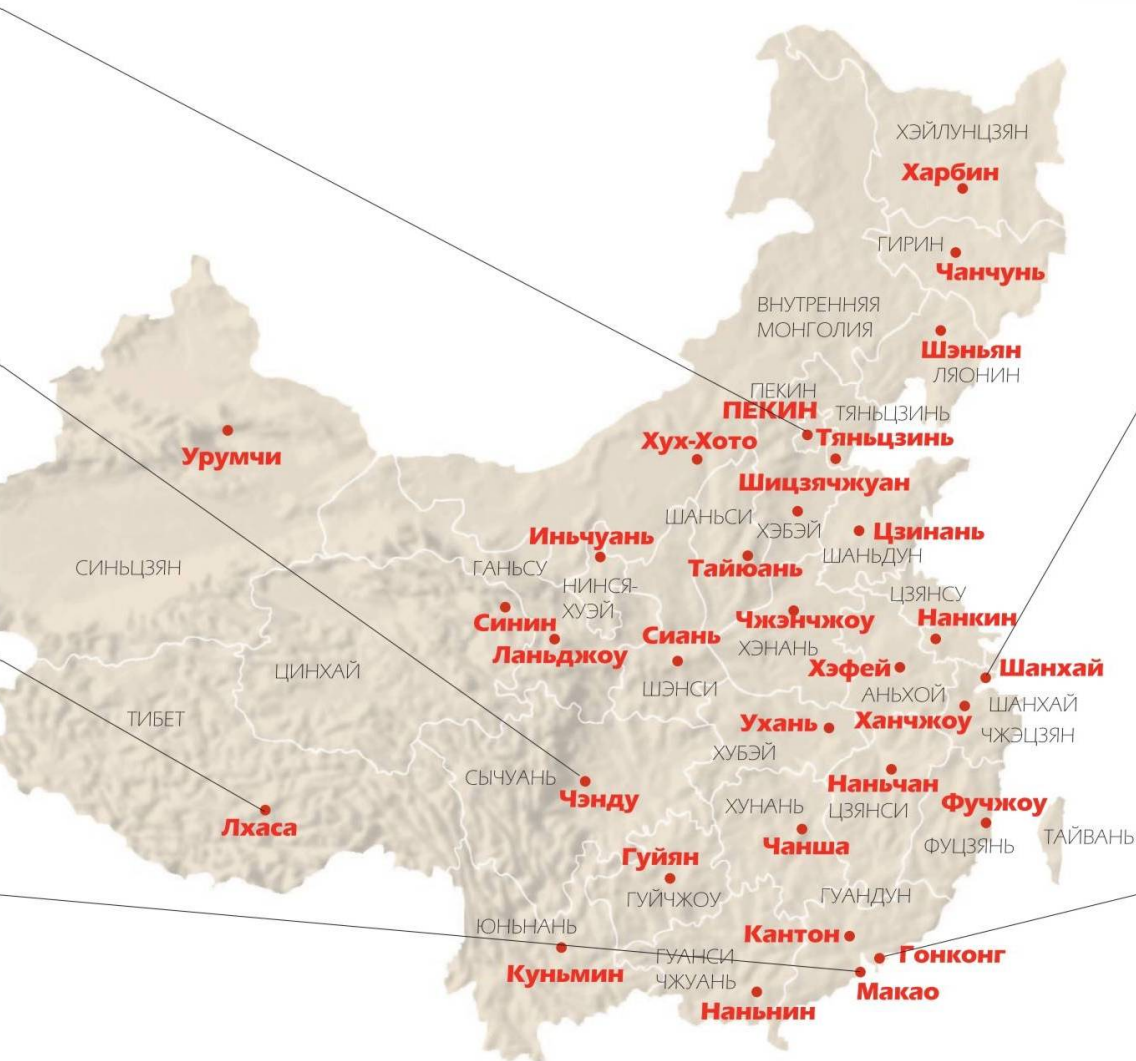 ХЭЙЛУНЦЗЯН
Харбин
ГИРИН
Чанчунь
ВНУТРЕННЯЯ
МОНГОЛИЯ
Шэньян
ЛЯОНИН
ПЕКИН
ПЕКИН
ТЯНЬЦЗИНЬ
Тяньцзинь
Хух-Хото
Урумчи
Шицзячжуан
ШАНЬСИ
ХЭБЭЙ
Цзинань
ШАНЬДУН
Иньчуань
Тайюань
СИНЬЦЗЯН
ГАНЬСУ
НИНСЯ-
ХУЭЙ
ЦЗЯНСУ
Синин
Ланьджоу
Сиань
Чжэнчжоу
ХЭНАНЬ
Нанкин
ЦИНХАЙ
ШЭНСИ
Хэфей
АНЬХОЙ
Шанхай
ШАНХАЙ
ТИБЕТ
Ухань
Ханчжоу
ЧЖЭЦЗЯН
ХУБЭЙ
СЫЧУАНЬ
Чэнду
Наньчан
Лхаса
ХУНАНЬ
ЦЗЯНСИ
Фучжоу
Чанша
ФУЦЗЯНЬ
ТАЙВАНЬ
Гуйян
ГУЙЧЖОУ
ГУАНДУН
ЮНЬНАНЬ
Кантон
Куньмин
ГУАНСИ
ЧЖУАНЬ
Гонконг
Макао
Наньнин